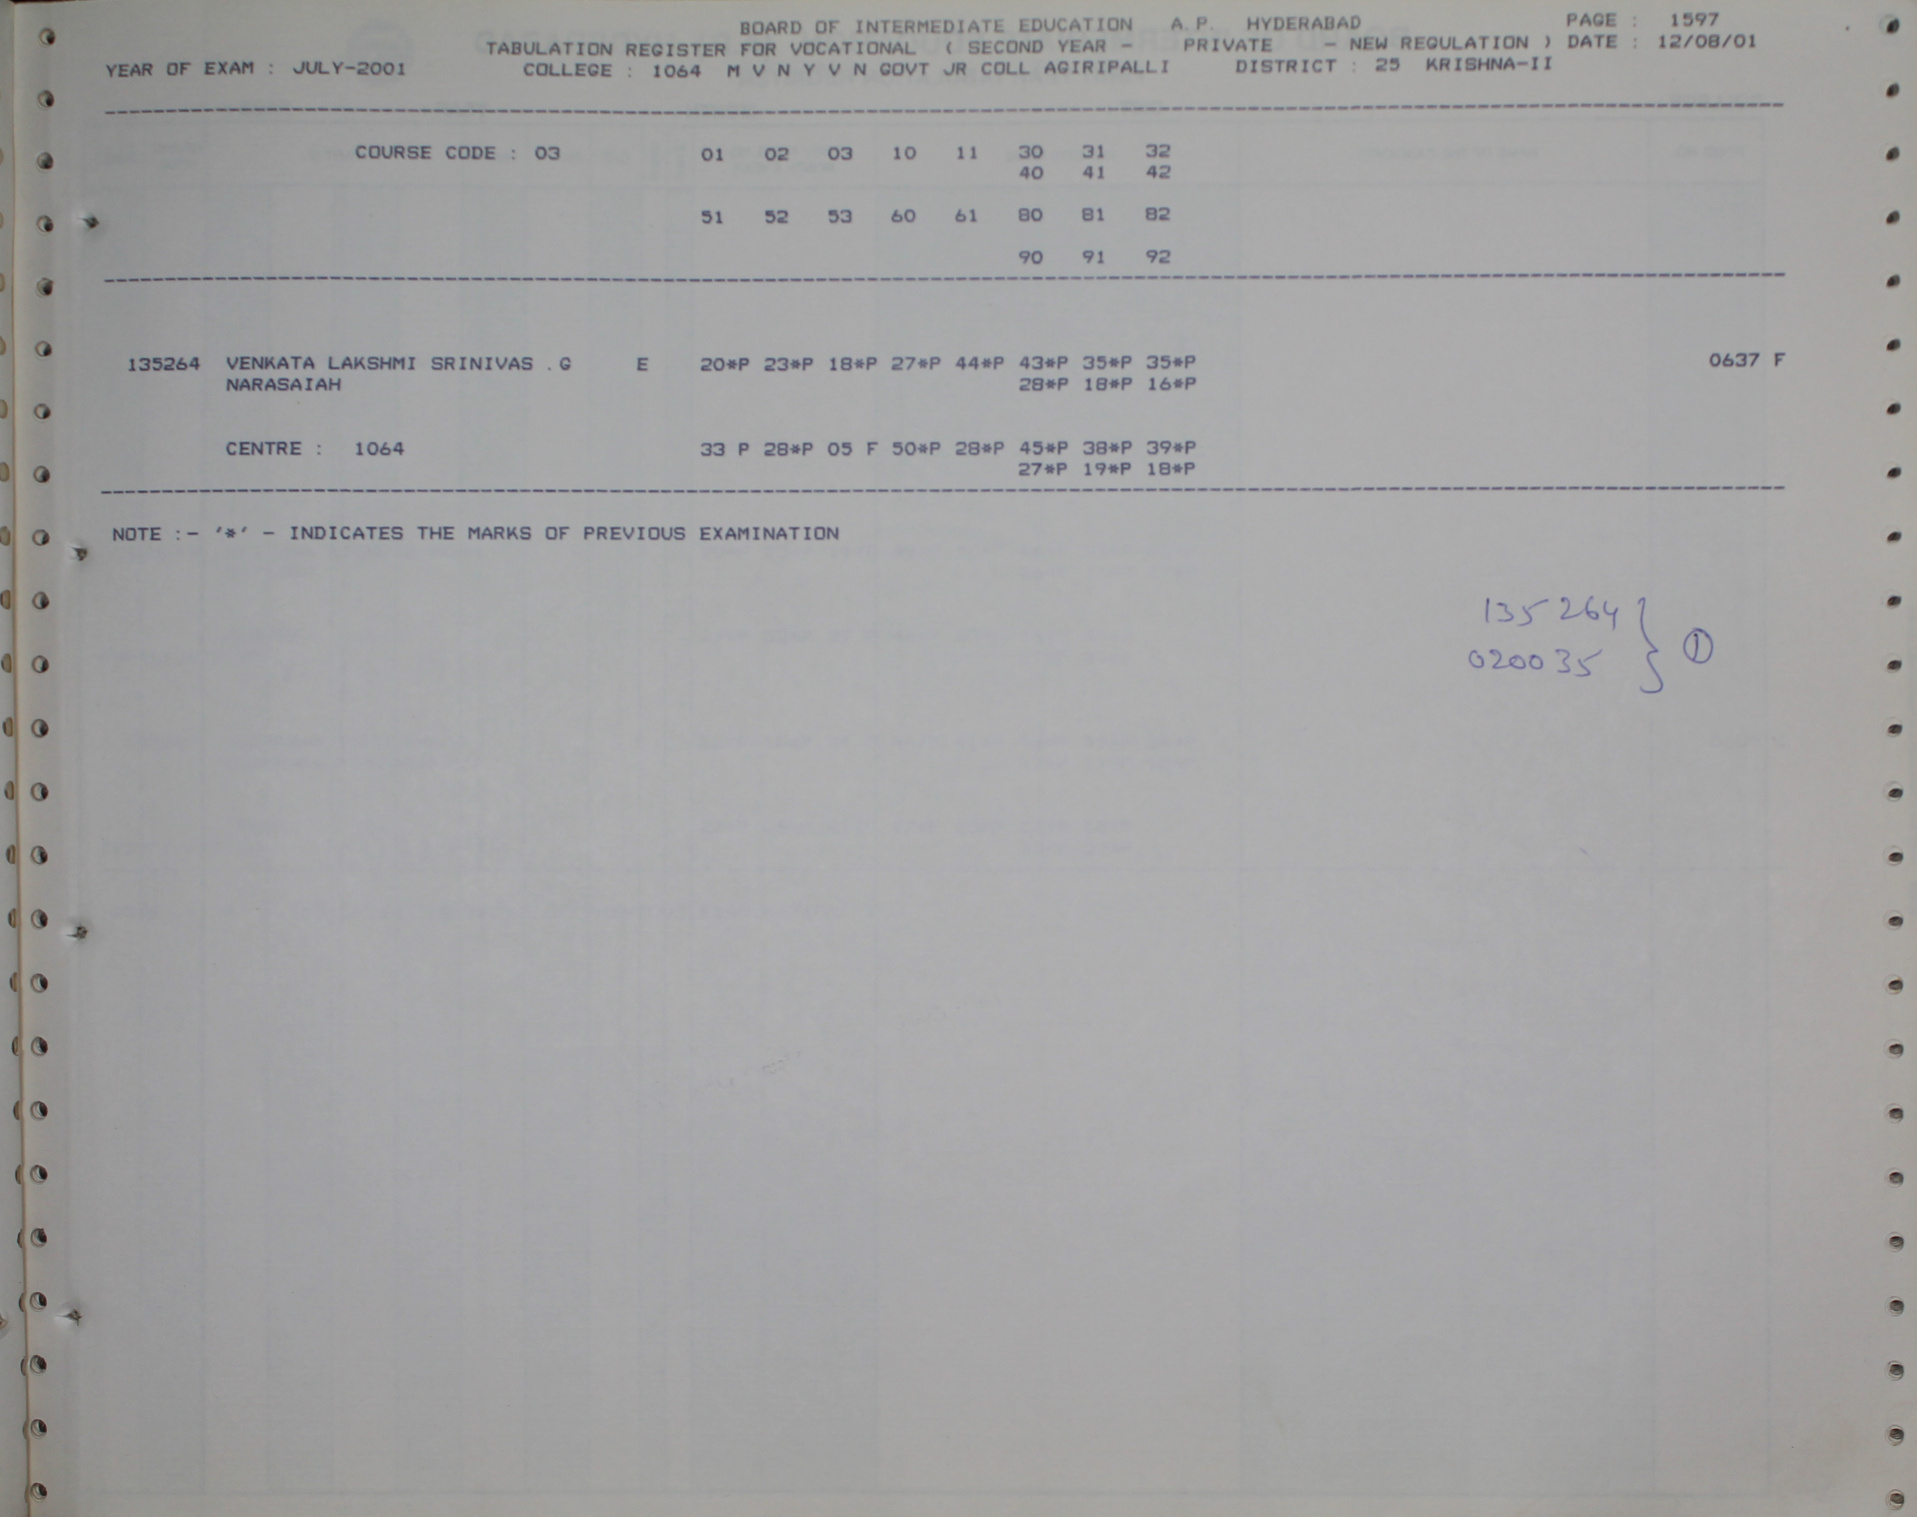 BOARD OF INTERMEDIATE EDUCATION A.P. HYDERABAD PAGE : 1597
TABULATION REGISTER FOR VOCATIONAL ( SECOND YEAR - PRIVATE - NEW REGULATION ) DATE : 12/08/01
YEAR OF EXAM : JULY-2001 COLLEGE : 1064 M V N Y V N GOVT JR COLL AGIRIPALLI DISTRICT : 25 KRISHNA-II
COURSE CODE : 03 01 02 03 10 11 30 31 32
40 41 42
51 52 53 60 61 80 81 82
90 91 92
135264 VENKATA LAKSHMI SRINIVAS .G E 20*P 23*P 18*P 27*P 44*P 43*P 35*P 35*P 0637 F
NARASAIAH 28*P 18*P 16*P
CENTRE : 1064 33 P 28*P 05 F 50*P 28*P 45*P 38*P 39*P
27*P 19*P 18*P
NOTE :- '*' - INDICATES THE MARKS OF PREVIOUS EXAMINATION
135264
020035 } ①